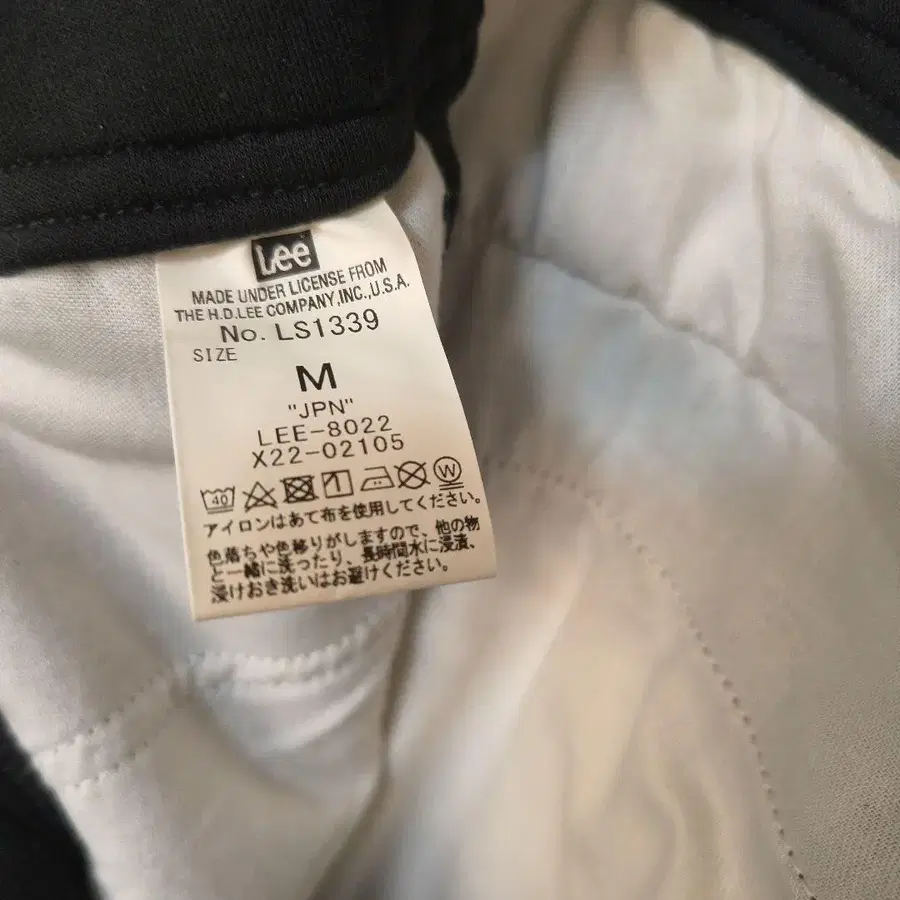 Lee
MADE UNDER LICENSE FROM
THE H.D.LEE COMPANY,INC.,U.S.A.
No. LS1339
SIZE
M
"JPN"
LEE-8022
X22-02105
40 1 W
アイロンはあて布を使用してください。
色落ちや色移りがしますので、他の物
と一緒に洗ったり、長時間水に浸漬、
浸けおき洗いはお避けください。